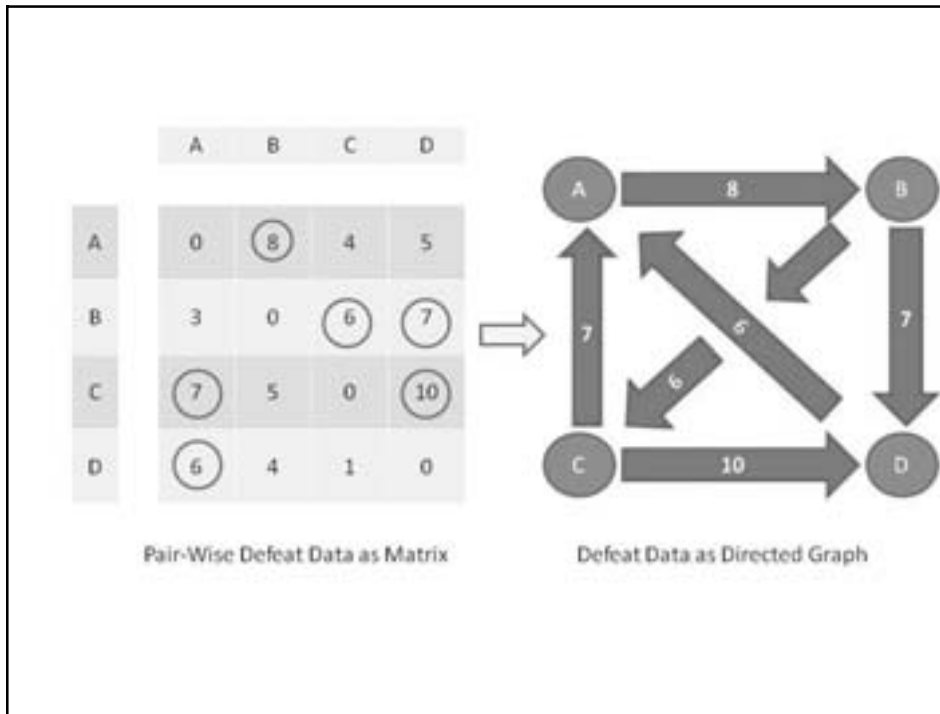 A B C D
A 0 8 4 5
B 3 0 6 7
C 7 5 0 10
D 6 4 1 0
Pair-Wise Defeat Data as Matrix
A 8 B
7 6 7
6
C 10 D
Defeat Data as Directed Graph